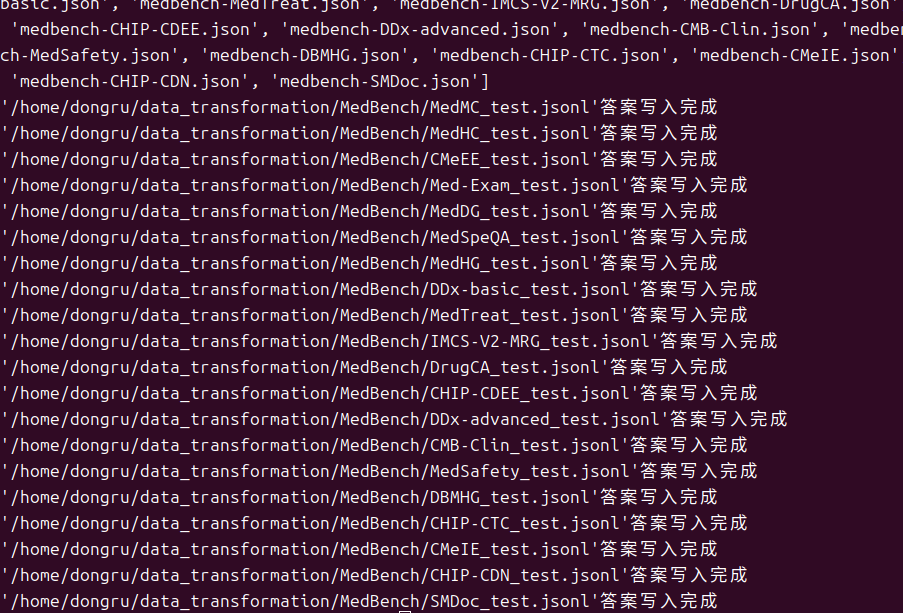 basic.json', 'medbench-MedTreat.json', 'medbench-IMCS-V2-MRG.json', 'medbench-DrugCA.json'
 'medbench-CHIP-CDEE.json', 'medbench-DDx-advanced.json', 'medbench-CMB-Clin.json', 'medben
ch-MedSafety.json', 'medbench-DBMHG.json', 'medbench-CHIP-CTC.json', 'medbench-CMeIE.json'
 'medbench-CHIP-CDN.json', 'medbench-SMDoc.json']
'/home/dongru/data_transformation/MedBench/MedMC_test.jsonl'答案写入完成
'/home/dongru/data_transformation/MedBench/MedHC_test.jsonl'答案写入完成
'/home/dongru/data_transformation/MedBench/CMeEE_test.jsonl'答案写入完成
'/home/dongru/data_transformation/MedBench/Med-Exam_test.jsonl'答案写入完成
'/home/dongru/data_transformation/MedBench/MedDG_test.jsonl'答案写入完成
'/home/dongru/data_transformation/MedBench/MedSpeQA_test.jsonl'答案写入完成
'/home/dongru/data_transformation/MedBench/MedHG_test.jsonl'答案写入完成
'/home/dongru/data_transformation/MedBench/DDx-basic_test.jsonl'答案写入完成
'/home/dongru/data_transformation/MedBench/MedTreat_test.jsonl'答案写入完成
'/home/dongru/data_transformation/MedBench/IMCS-V2-MRG_test.jsonl'答案写入完成
'/home/dongru/data_transformation/MedBench/DrugCA_test.jsonl'答案写入完成
'/home/dongru/data_transformation/MedBench/CHIP-CDEE_test.jsonl'答案写入完成
'/home/dongru/data_transformation/MedBench/DDx-advanced_test.jsonl'答案写入完成
'/home/dongru/data_transformation/MedBench/CMB-Clin_test.jsonl'答案写入完成
'/home/dongru/data_transformation/MedBench/MedSafety_test.jsonl'答案写入完成
'/home/dongru/data_transformation/MedBench/DBMHG_test.jsonl'答案写入完成
'/home/dongru/data_transformation/MedBench/CHIP-CTC_test.jsonl'答案写入完成
'/home/dongru/data_transformation/MedBench/CMeIE_test.jsonl'答案写入完成
'/home/dongru/data_transformation/MedBench/CHIP-CDN_test.jsonl'答案写入完成
'/home/dongru/data_transformation/MedBench/SMDoc_test.jsonl'答案写入完成